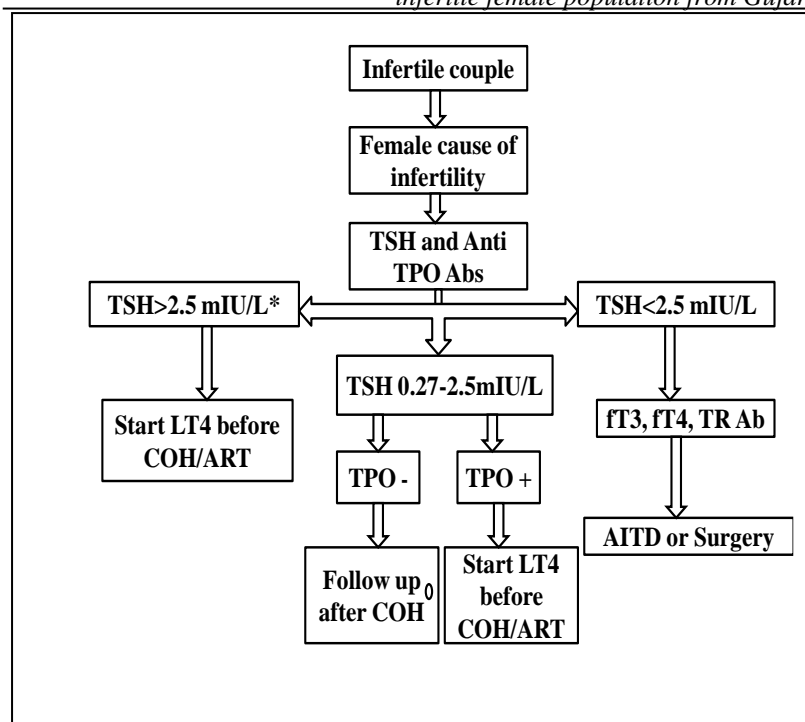 infertile female population from Gujar
Infertile couple
Female cause of
infertility
TSH and Anti
TPO Abs
TSH>2.5 mIU/L*
TSH<2.5 mIU/L
TSH 0.27-2.5mIU/L
Start LT4 before
COH/ART
fT3, fT4, TR Ab
TPO -
TPO +
AITD or Surgery
Follow up
after COH
Start LT4
before
COH/ART